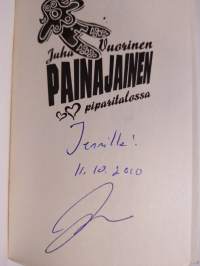 Juha Vuorinen
PAINAJAINEN
piparitalossa
Jennille!
11.10.2010